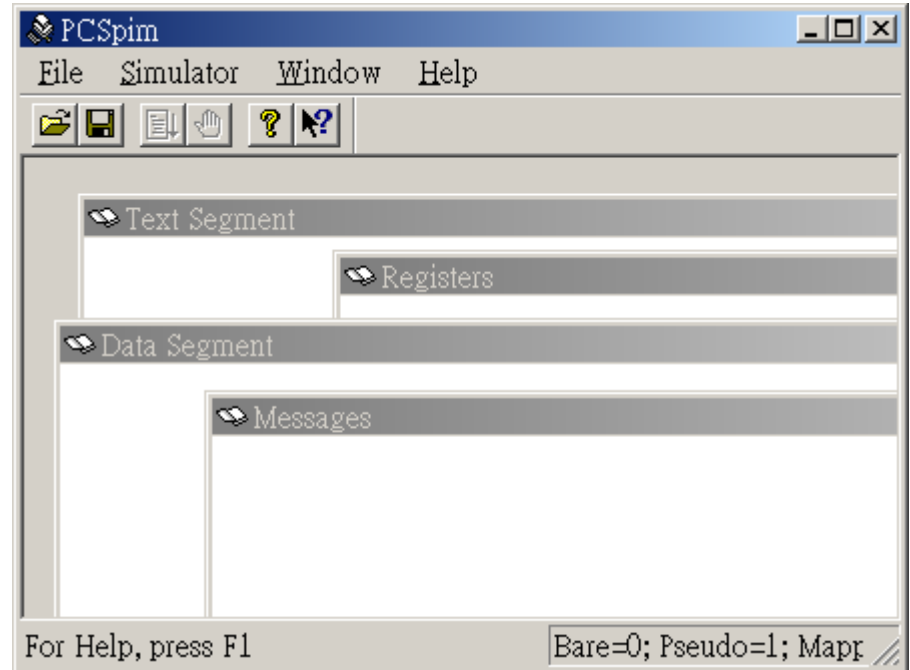 PCSpim
File Simulator Window Help
Text Segment
Registers
Data Segment
Messages
For Help, press F1
Bare=0; Pseudo=1; Mapr